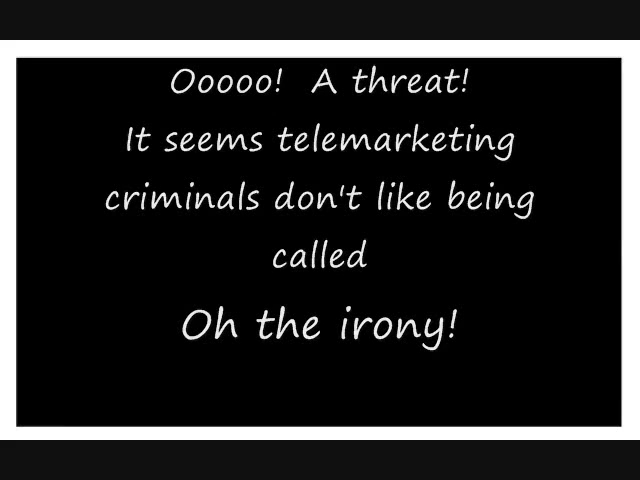 Ooooo!  A threat!
It seems telemarketing
criminals don't like being
called
Oh the irony!